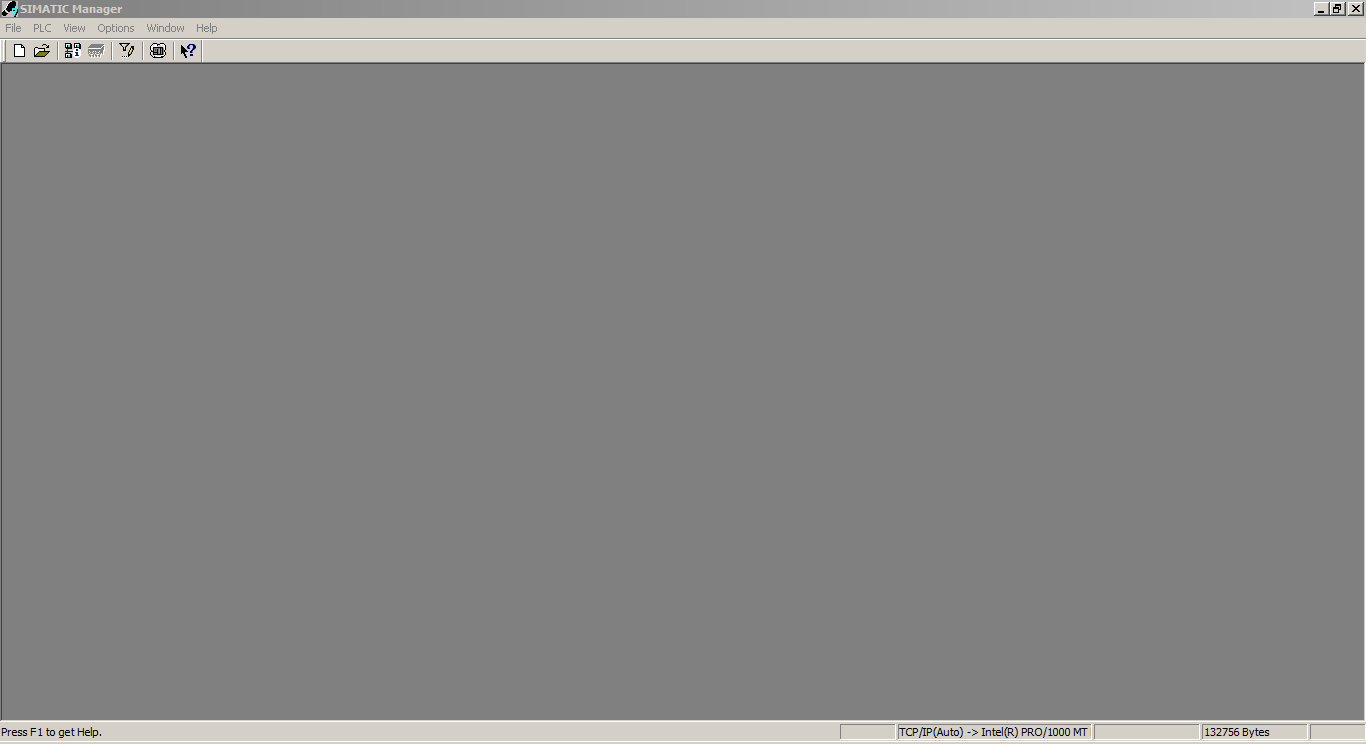 SIMATIC Manager
File PLC View Options Window Help
Press F1 to get Help. TCP/IP(Auto) -> Intel(R) PRO/1000 MT 132756 Bytes